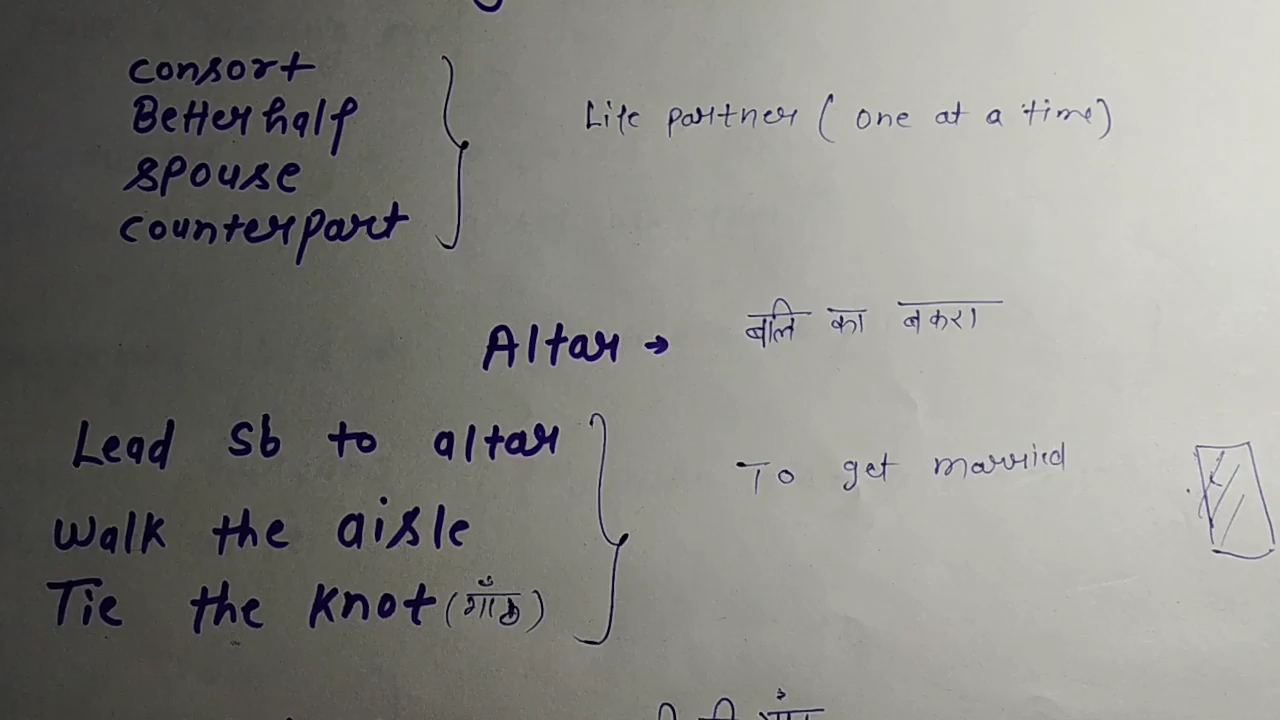 consort
Better half
spouse
counterpart
Life partner ( one at a time)
Altar → बलि का बकरा
Lead sb to altar
walk the aisle
Tie the knot (गाँठ)
To get married